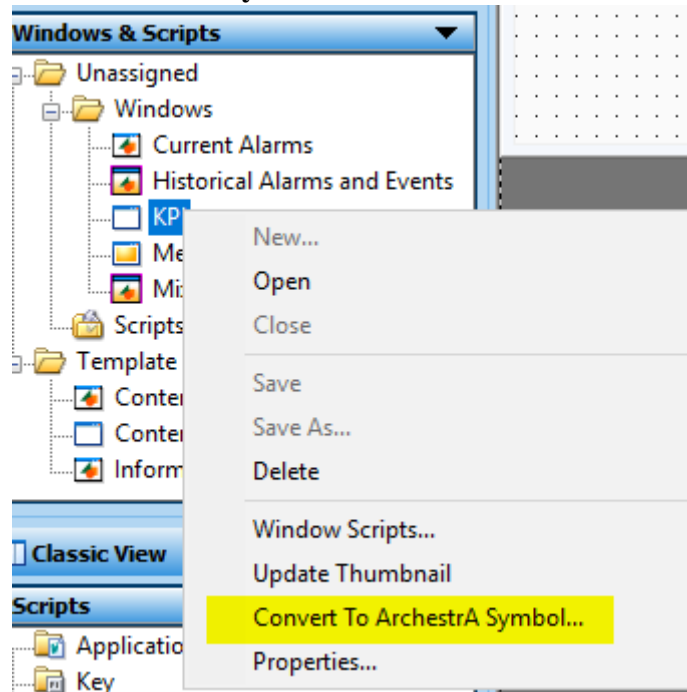 Windows & Scripts
Unassigned
Windows
Current Alarms
Historical Alarms and Events
KP
Me
Mi
Scripts
Template
Conte
Conte
Inform
New...
Open
Close
Save
Save As...
Delete
Window Scripts...
Update Thumbnail
Convert To ArchestrA Symbol...
Properties...
Classic View
Scripts
Applicatio
Key